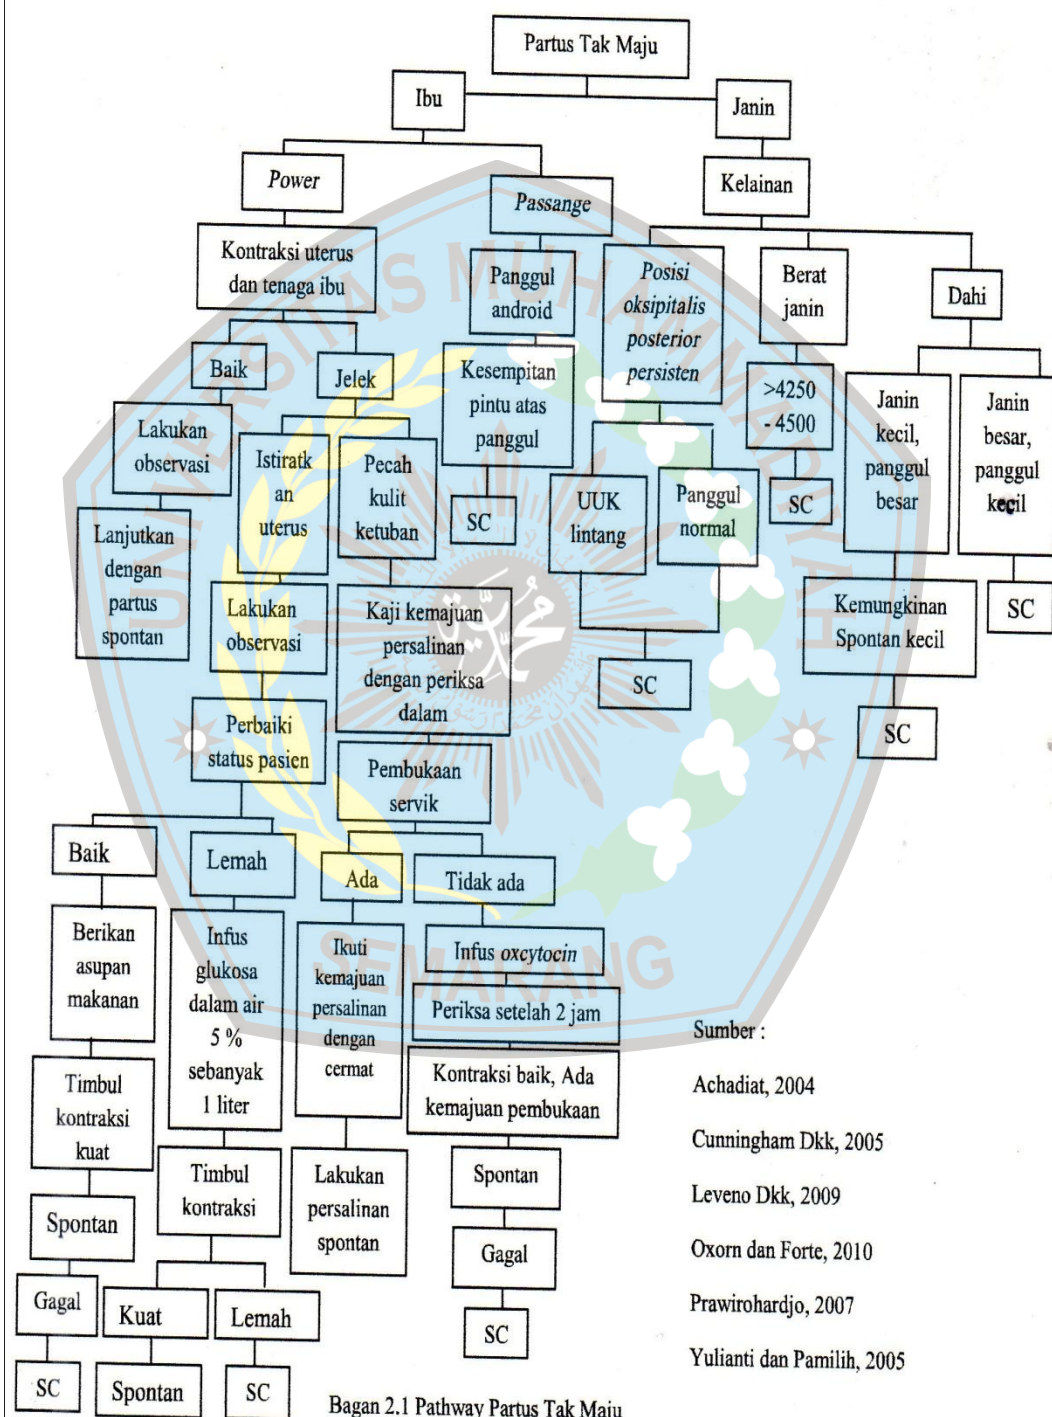 Partus Tak Maju
Ibu
Janin
Power
Passange
Kelainan
Kontraksi uterus
dan tenaga ibu
Panggul
android
Posisi
oksipitalis
posterior
persisten
Berat
janin
Dahi
Baik
Jelek
Kesempitan
pintu atas
panggul
>4250
- 4500
Janin
kecil,
panggul
besar
Janin
besar,
panggul
kecil
Lakukan
observasi
Istiratk
an
uterus
Pecah
kulit
ketuban
SC
UUK
lintang
Panggul
normal
SC
Lanjutkan
dengan
partus
spontan
Lakukan
observasi
Kaji kemajuan
persalinan
dengan periksa
dalam
SC
Kemungkinan
Spontan kecil
SC
SC
Perbaiki
status pasien
Pembukaan
servik
Baik
Lemah
Ada
Tidak ada
Berikan
asupan
makanan
Infus
glukosa
dalam air
5 %
sebanyak
1 liter
Ikuti
kemajuan
persalinan
dengan
cermat
Infus oxcytocin
Periksa setelah 2 jam
Kontraksi baik, Ada
kemajuan pembukaan
Timbul
kontraksi
kuat
Timbul
kontraksi
Lakukan
persalinan
spontan
Spontan
Spontan
Gagal
Gagal
Kuat
Lemah
SC
SC
Spontan
SC
Sumber :
Achadiat, 2004
Cunningham Dkk, 2005
Leveno Dkk, 2009
Oxorn dan Forte, 2010
Prawirohardjo, 2007
Yulianti dan Pamilih, 2005
Bagan 2.1 Pathway Partus Tak Maju
UNIVERSITAS MUHAMMADIYAH
SEMARANG